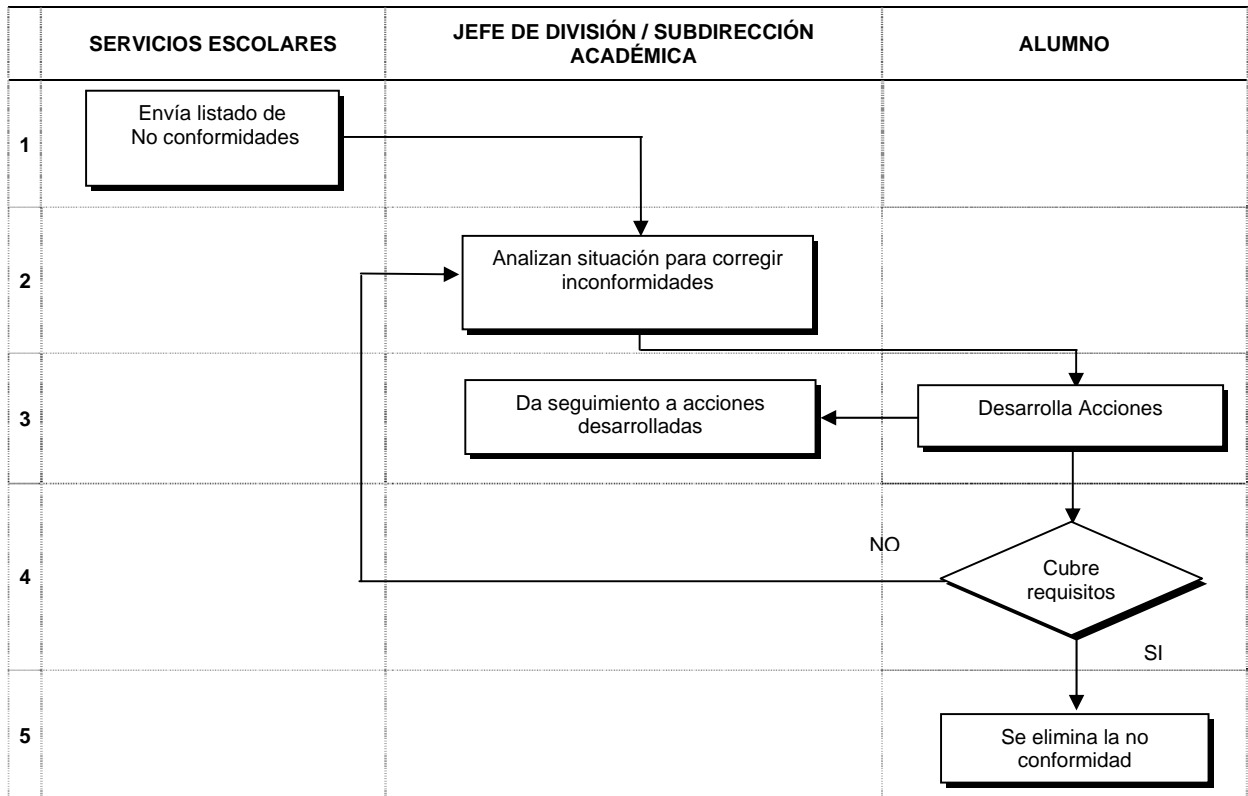 SERVICIOS ESCOLARES
JEFE DE DIVISIÓN / SUBDIRECCIÓN
ACADÉMICA
ALUMNO
1
Envía listado de
No conformidades
2
Analizan situación para corregir
inconformidades
3
Da seguimiento a acciones
desarrolladas
Desarrolla Acciones
NO
4
Cubre
requisitos
SI
5
Se elimina la no
conformidad